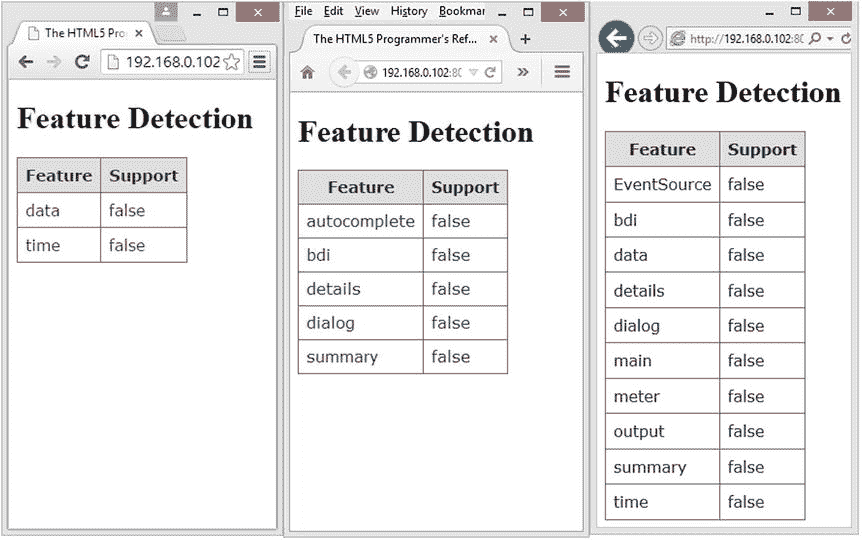 The HTML5 Pro
192.168.0.102
Feature Detection
Feature Support
data false
time false
File Edit View History Bookmar
The HTML5 Programmer's Ref...
192.168.0.102:80
Feature Detection
Feature Support
autocomplete false
bdi false
details false
dialog false
summary false
http://192.168.0.102:80
Feature Detection
Feature Support
EventSource false
bdi false
data false
details false
dialog false
main false
meter false
output false
summary false
time false